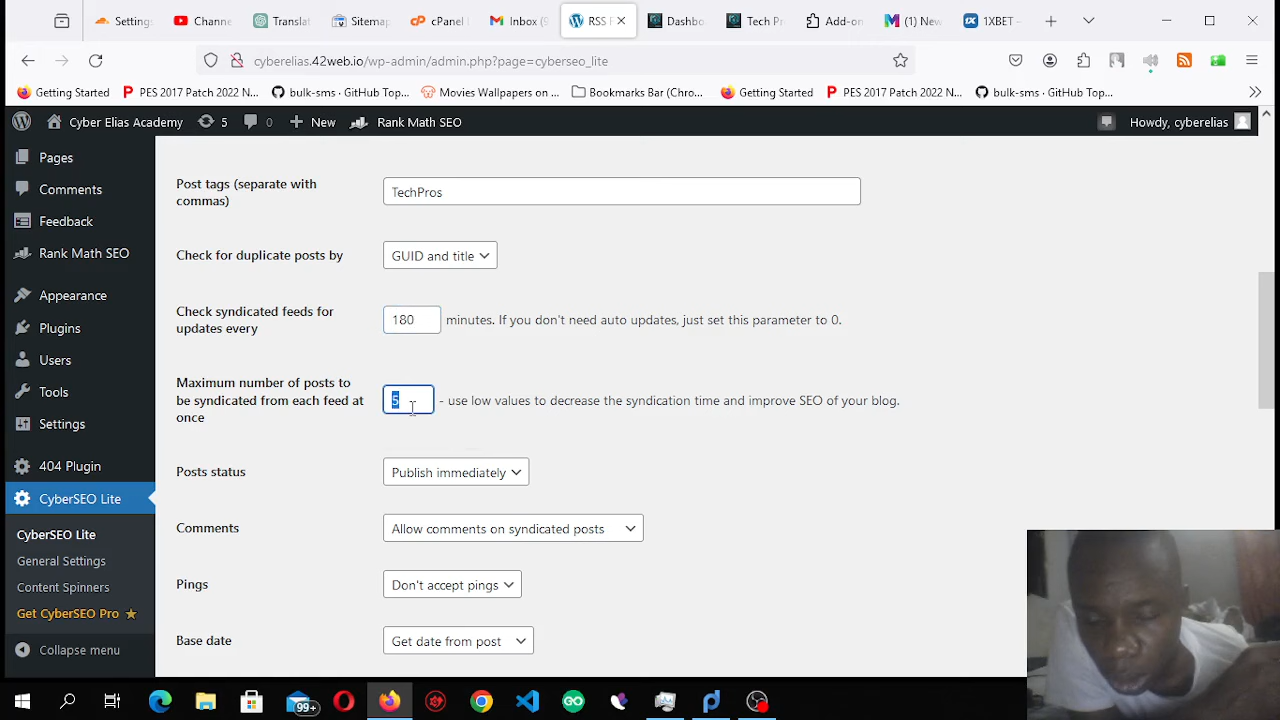 Settings
Channe
Translat
Sitema
cPanel
Inbox (9
RSS F
Dashbo
Tech Pr
Add-on
(1) New
1XBET –
cyberelias.42web.io/wp-admin/admin.php?page=cyberseo_lite
Getting Started
PES 2017 Patch 2022 N...
bulk-sms · GitHub Top...
Movies Wallpapers on ...
Bookmarks Bar (Chro...
Getting Started
PES 2017 Patch 2022 N...
bulk-sms · GitHub Top...
Cyber Elias Academy
5
0
New
Rank Math SEO
Howdy, cyberelias
Pages
Comments
Feedback
Rank Math SEO
Appearance
Plugins
Users
Tools
Settings
404 Plugin
CyberSEO Lite
CyberSEO Lite
General Settings
Content Spinners
Get CyberSEO Pro ★
Collapse menu
Post tags (separate with
commas)
TechPros
Check for duplicate posts by
GUID and title
Check syndicated feeds for
updates every
180
minutes. If you don't need auto updates, just set this parameter to 0.
Maximum number of posts to
be syndicated from each feed at
once
5
- use low values to decrease the syndication time and improve SEO of your blog.
Posts status
Publish immediately
Comments
Allow comments on syndicated posts
Pings
Don't accept pings
Base date
Get date from post
99+